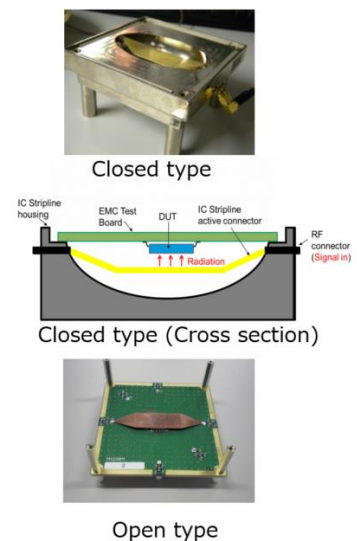 Closed type
IC Stripline
housing
EMC Test
Board
DUT
IC Stripline
active connector
RF
connector
(Signal in)
Radiation
Closed type (Cross section)
Open type